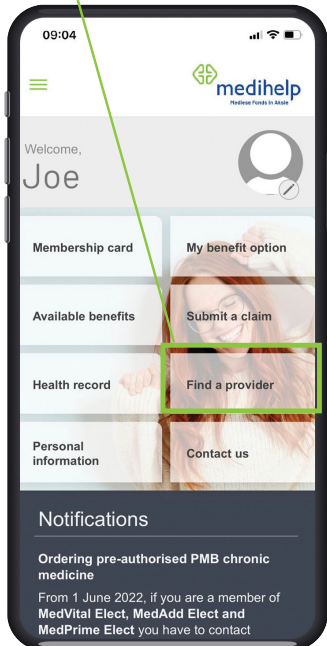 09:04
medihelp
Mediese Fonds in Aksie
Welcome,
Joe
Membership card
My benefit option
Available benefits
Submit a claim
Health record
Find a provider
Personal
information
Contact us
Notifications
Ordering pre-authorised PMB chronic
medicine
From 1 June 2022, if you are a member of
MedVital Elect, MedAdd Elect and
MedPrime Elect you have to contact